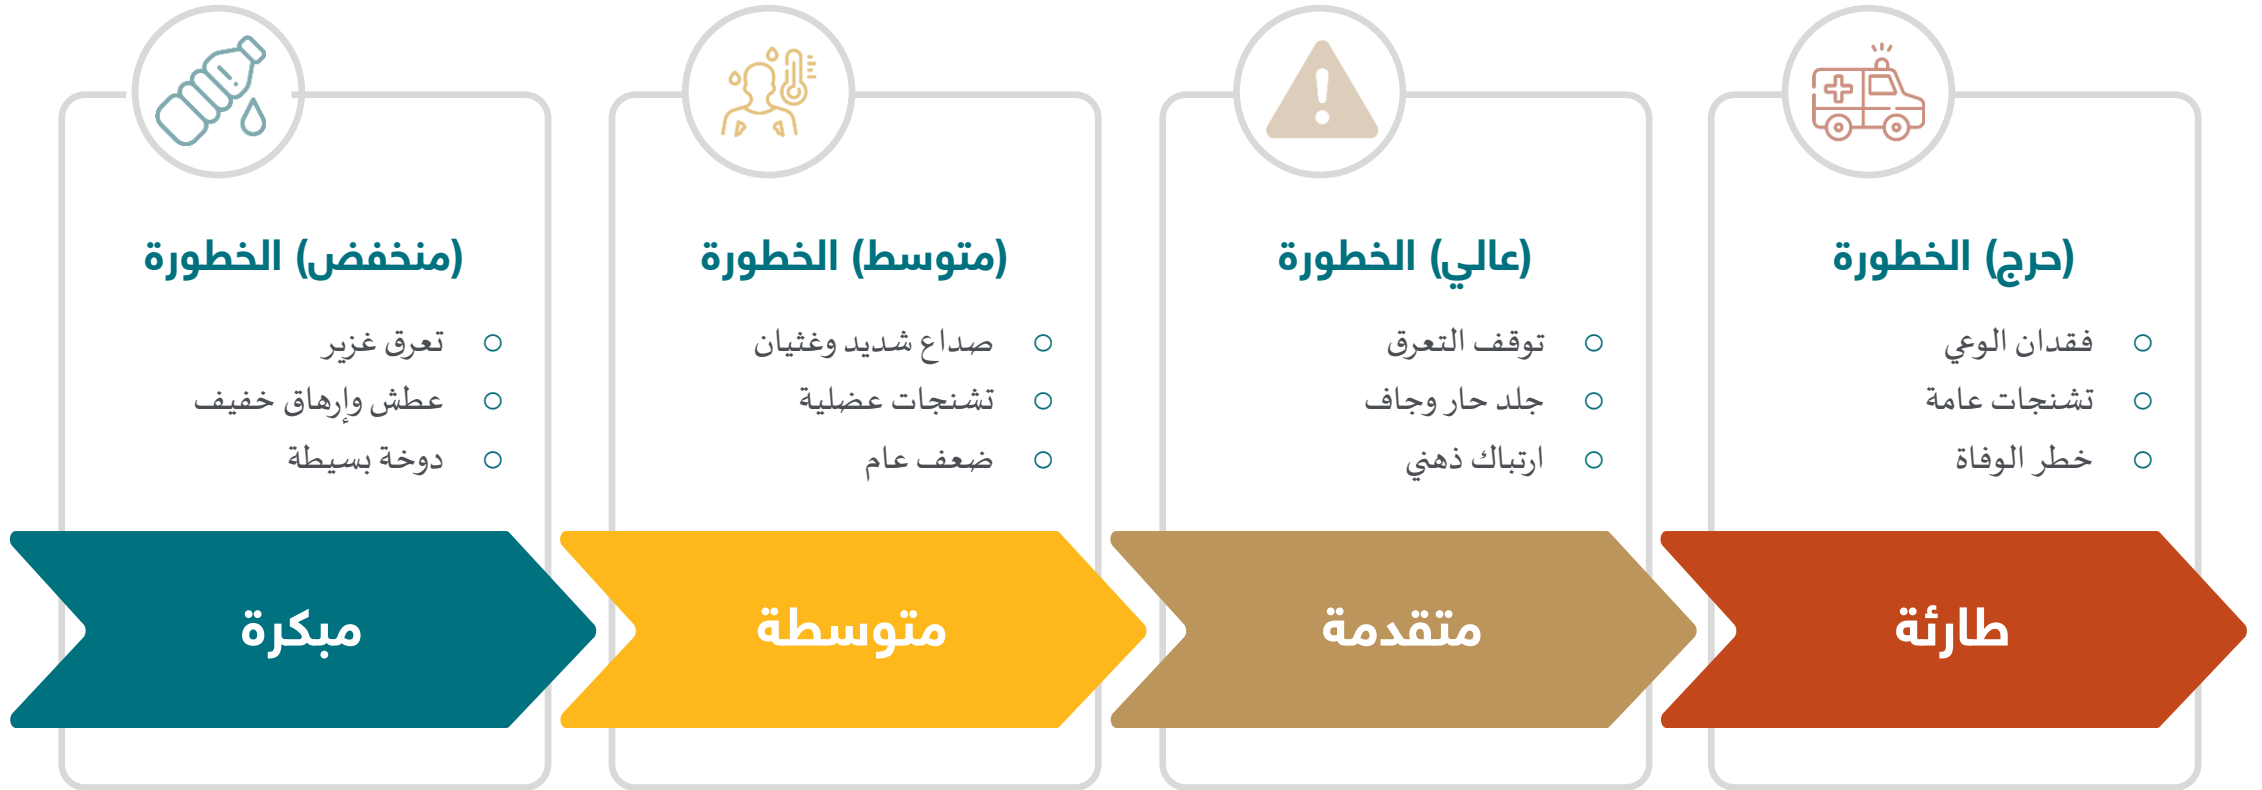 (منخفض) الخطورة
تعرق غزير
عطش وإرهاق خفيف
دوخة بسيطة
مبكرة
(متوسط) الخطورة
صداع شديد وغثيان
تشنجات عضلية
ضعف عام
متوسطة
(عالي) الخطورة
توقف التعرق
جلد حار وجاف
ارتباك ذهني
متقدمة
(حرج) الخطورة
فقدان الوعي
تشنجات عامة
خطر الوفاة
طارئة